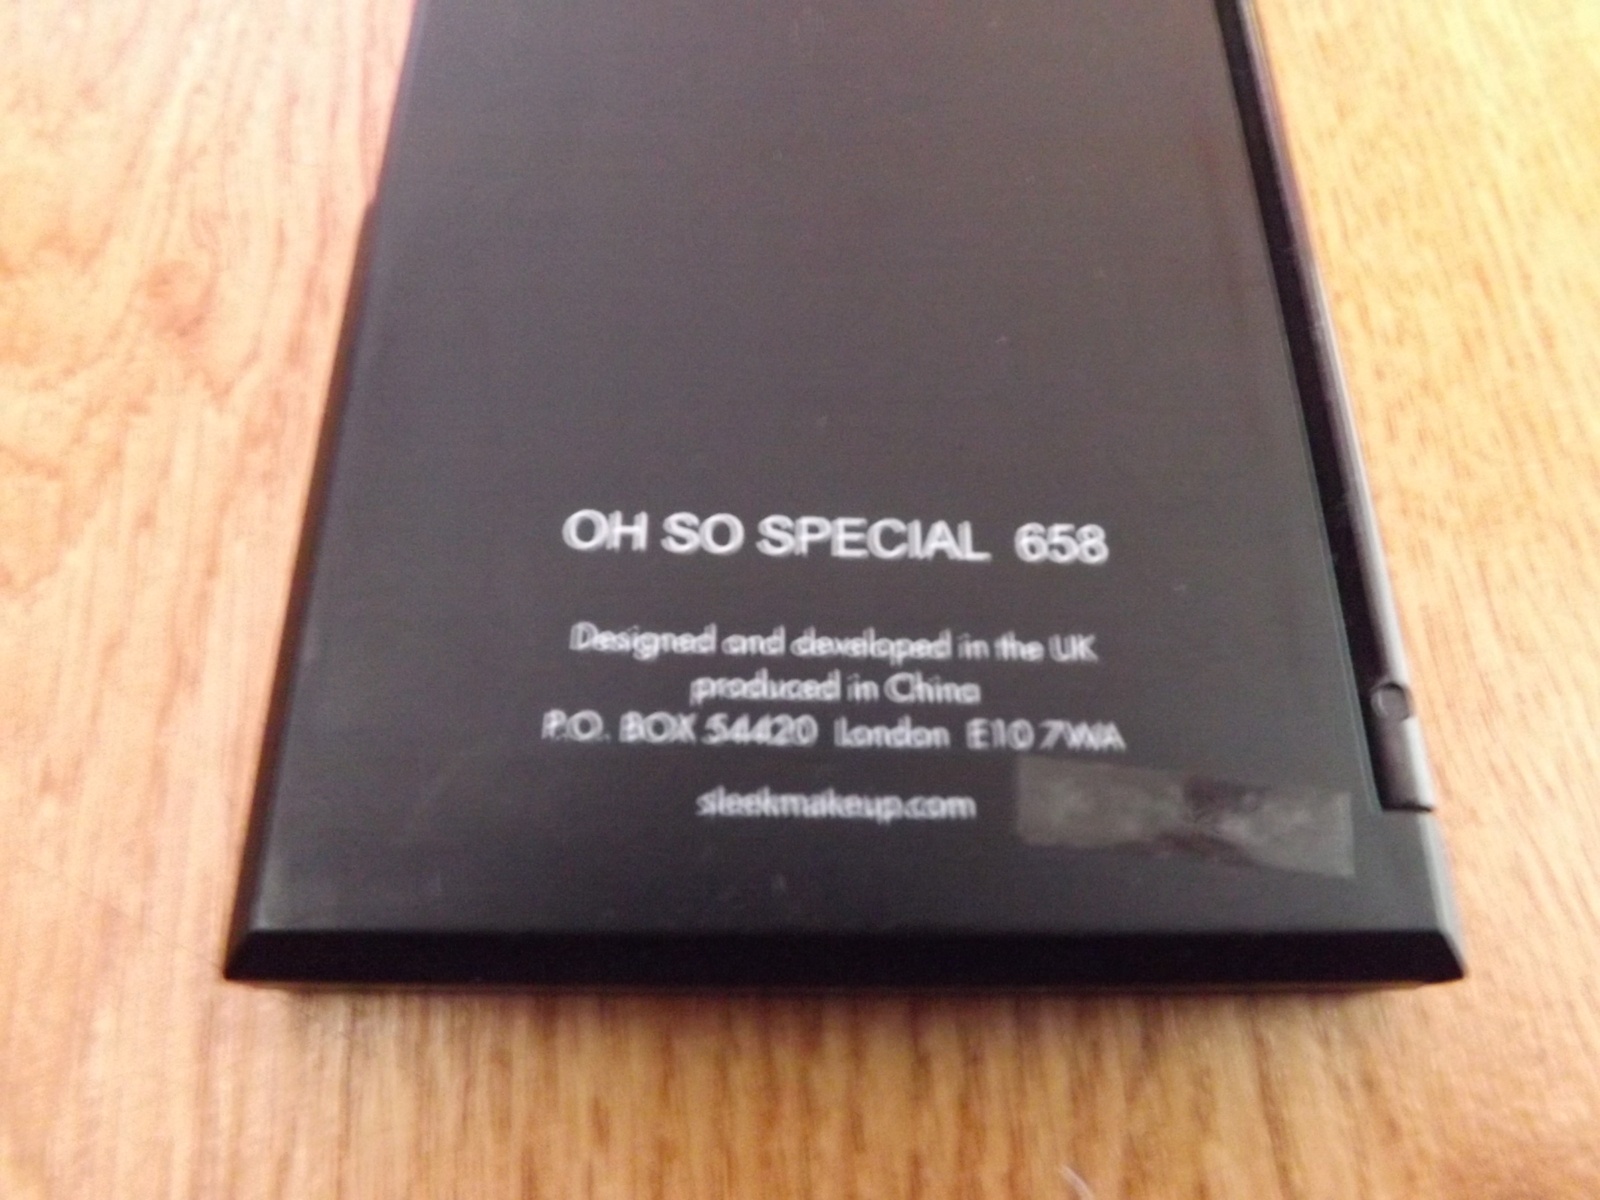 OH SO SPECIAL 658
Designed and developed in the UK
produced in China
P.O. BOX 54420 London E10 7WA
sleekmakeup.com